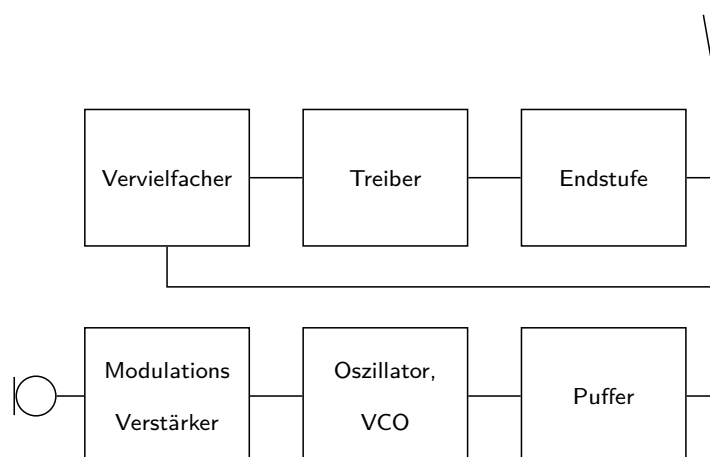 Vervielfacher
Treiber
Endstufe
Modulations
Verstärker
Oszillator,
VCO
Puffer